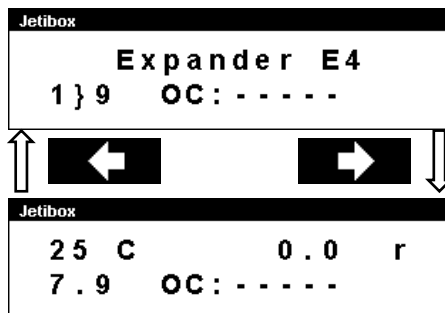 Jetibox
Expander E4
1}9 OC:-----
Jetibox
25 C 0.0 r
7.9 OC:-----